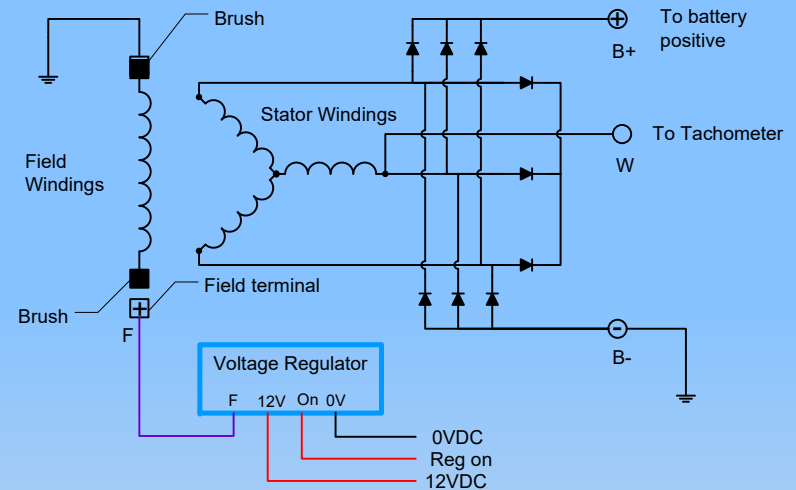 Brush
To battery
positive
B+
Stator Windings
To Tachometer
W
Field
Windings
Field terminal
Brush
F
B-
Voltage Regulator
F 12V On 0V
0VDC
Reg on
12VDC